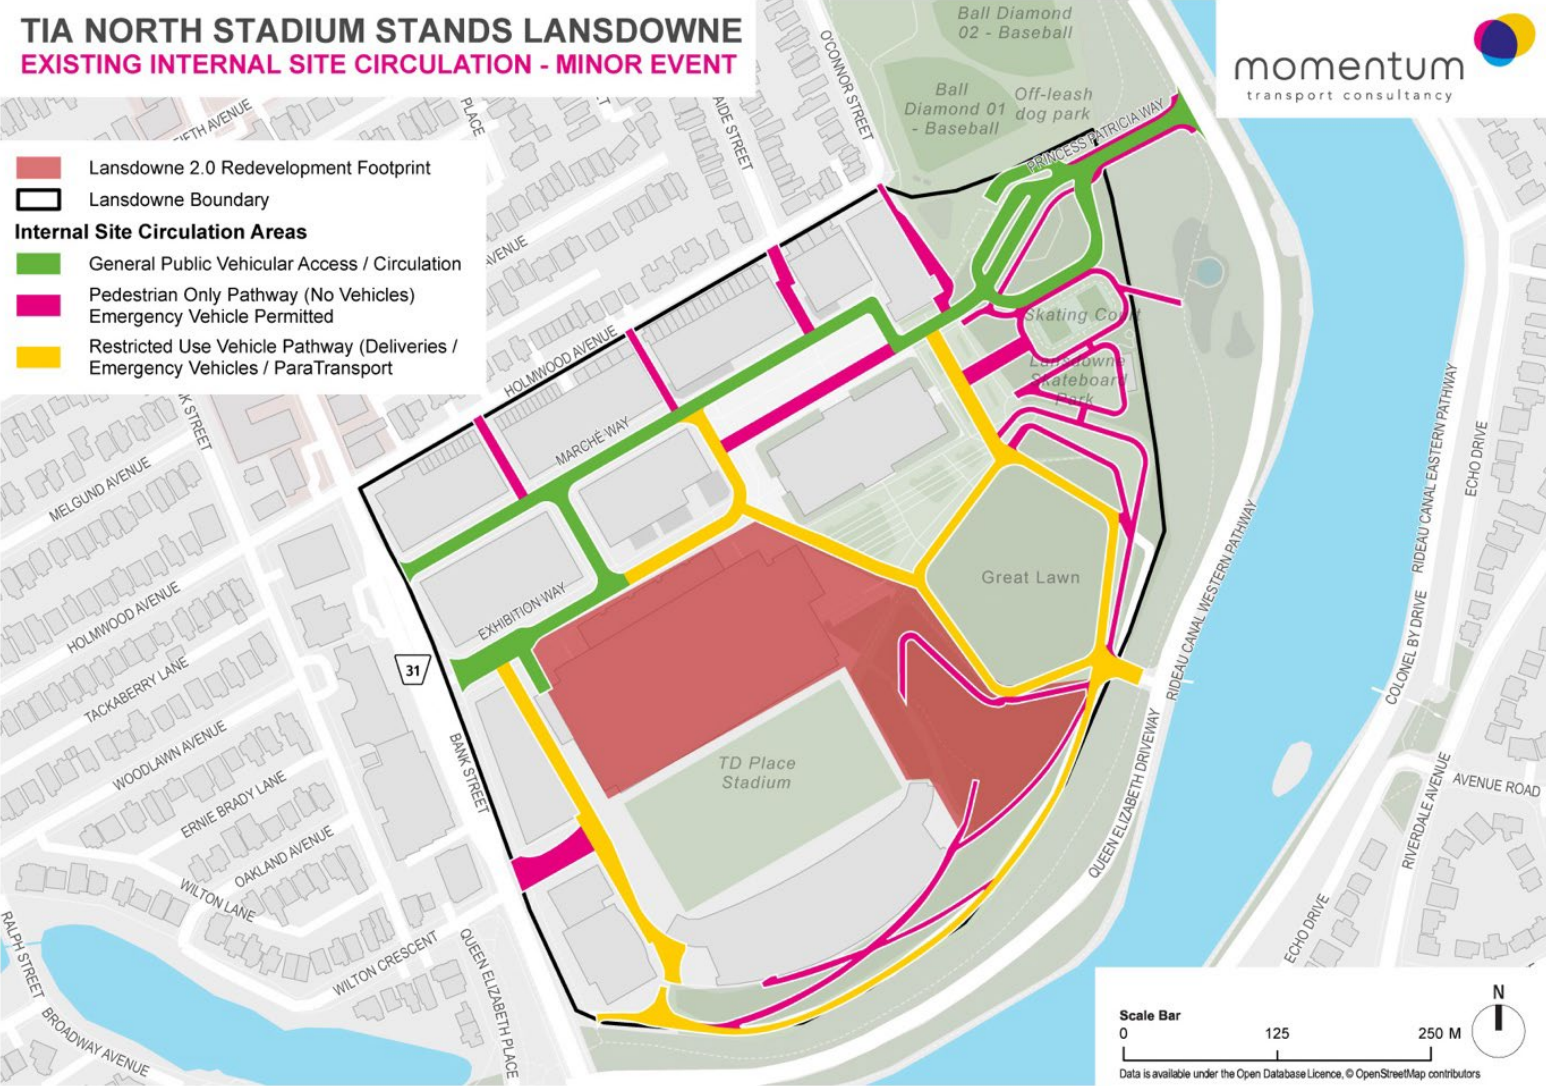 TIA NORTH STADIUM STANDS LANSDOWNE
EXISTING INTERNAL SITE CIRCULATION - MINOR EVENT
momentum
transport consultancy
Lansdowne 2.0 Redevelopment Footprint
Lansdowne Boundary
Internal Site Circulation Areas
General Public Vehicular Access / Circulation
Pedestrian Only Pathway (No Vehicles)
Emergency Vehicle Permitted
Restricted Use Vehicle Pathway (Deliveries /
Emergency Vehicles / ParaTransport
Ball Diamond
02 - Baseball
Ball
Diamond 01
- Baseball
Off-leash
dog park
PRINCESS PATRICIA WAY
O'CONNOR STREET
PLACE
AVENUE
HOLMWOOD AVENUE
MARCHÉ WAY
EXHIBITION WAY
Skating Court
Lansdowne
Skateboard
Park
Great Lawn
TD Place
Stadium
31
BANK STREET
MELGUND AVENUE
HOLMWOOD AVENUE
TACKABERRY LANE
WOODLAWN AVENUE
ERNIE BRADY LANE
OAKLAND AVENUE
WILTON LANE
WILTON CRESCENT
RALPH STREET
BROADWAY AVENUE
QUEEN ELIZABETH PLACE
QUEEN ELIZABETH DRIVEWAY
RIDEAU CANAL WESTERN PATHWAY
RIDEAU CANAL EASTERN PATHWAY
COLONEL BY DRIVE
ECHO DRIVE
ECHO DRIVE
RIVERDALE AVENUE
AVENUE ROAD
Scale Bar
0 125 250 M
N
Data is available under the Open Database Licence, © OpenStreetMap contributors